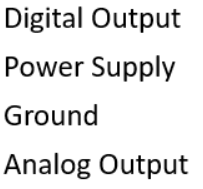 Digital Output
Power Supply
Ground
Analog Output